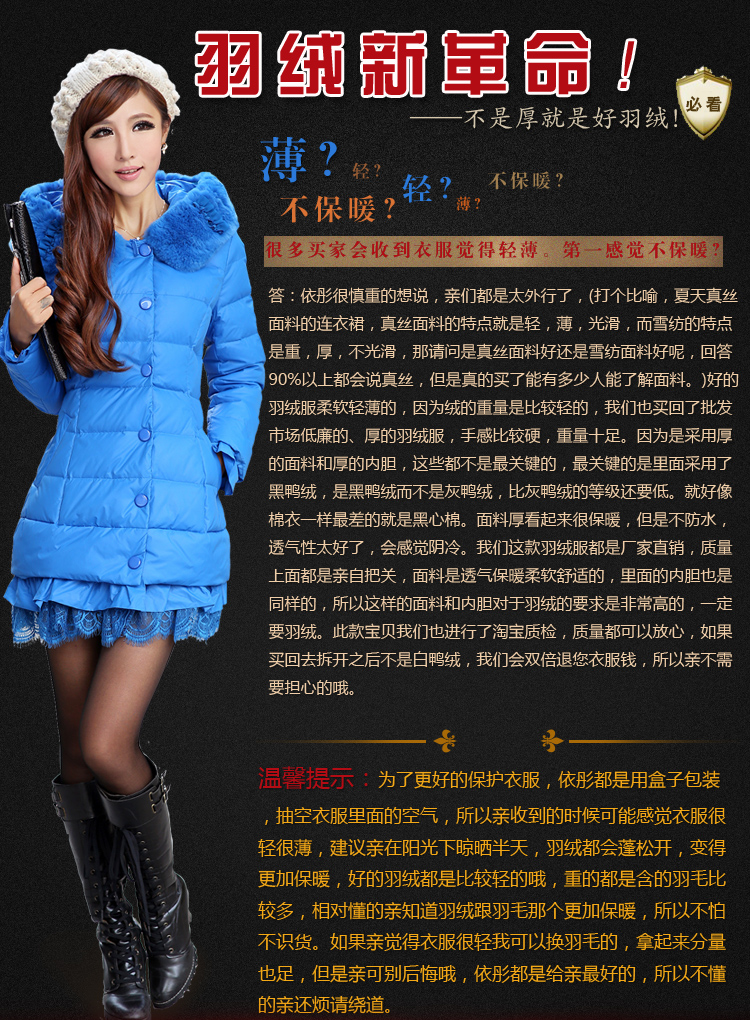 羽绒新革命！
——不是厚就是好羽绒！
必看
薄？ 轻？ 轻？ 不保暖？
不保暖？ 薄？
很多买家会收到衣服觉得轻薄。第一感觉不保暖？
答：依彤很慎重的想说，亲们都是太外行了，(打个比喻，夏天真丝
面料的连衣裙，真丝面料的特点就是轻，薄，光滑，而雪纺的特点
是重，厚，不光滑，那请问是真丝面料好还是雪纺面料好呢，回答
90%以上都会说真丝，但是真的买了能有多少人能了解面料。)好的
羽绒服柔软轻薄的，因为绒的重量是比较轻的，我们也买回了批发
市场低廉的、厚的羽绒服，手感比较硬，重量十足。因为是采用厚
的面料和厚的内胆，这些都不是最关键的，最关键的是里面采用了
黑鸭绒，是黑鸭绒而不是灰鸭绒，比灰鸭绒的等级还要低。就好像
棉衣一样最差的就是黑心棉。面料厚看起来很保暖，但是不防水，
透气性太好了，会感觉阴冷。我们这款羽绒服都是厂家直销，质量
上面都是亲自把关，面料是透气保暖柔软舒适的，里面的内胆也是
同样的，所以这样的面料和内胆对于羽绒的要求是非常高的，一定
要羽绒。此款宝贝我们也进行了淘宝质检，质量都可以放心，如果
买回去拆开之后不是白鸭绒，我们会双倍退您衣服钱，所以亲不需
要担心的哦。
温馨提示：为了更好的保护衣服，依彤都是用盒子包装
，抽空衣服里面的空气，所以亲收到的时候可能感觉衣服很
轻很薄，建议亲在阳光下晾晒半天，羽绒都会蓬松开，变得
更加保暖，好的羽绒都是比较轻的哦，重的都是含的羽毛比
较多，相对懂的亲知道羽绒跟羽毛那个更加保暖，所以不怕
不识货。如果亲觉得衣服很轻我可以换羽毛的，拿起来分量
也足，但是亲可别后悔哦，依彤都是给亲最好的，所以不懂
的亲还烦请绕道。